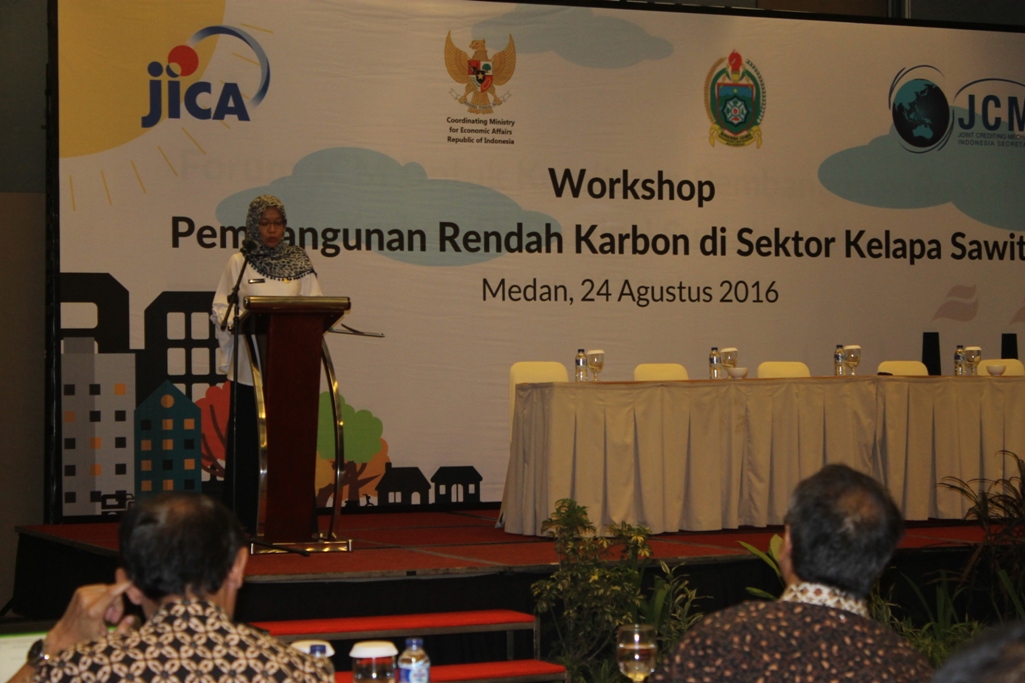 JICA
Coordinating Ministry
for Economic Affairs
Republic of Indonesia
JCM
INDONESIA
Workshop
Pembangunan Rendah Karbon di Sektor Kelapa Sawit
Medan, 24 Agustus 2016